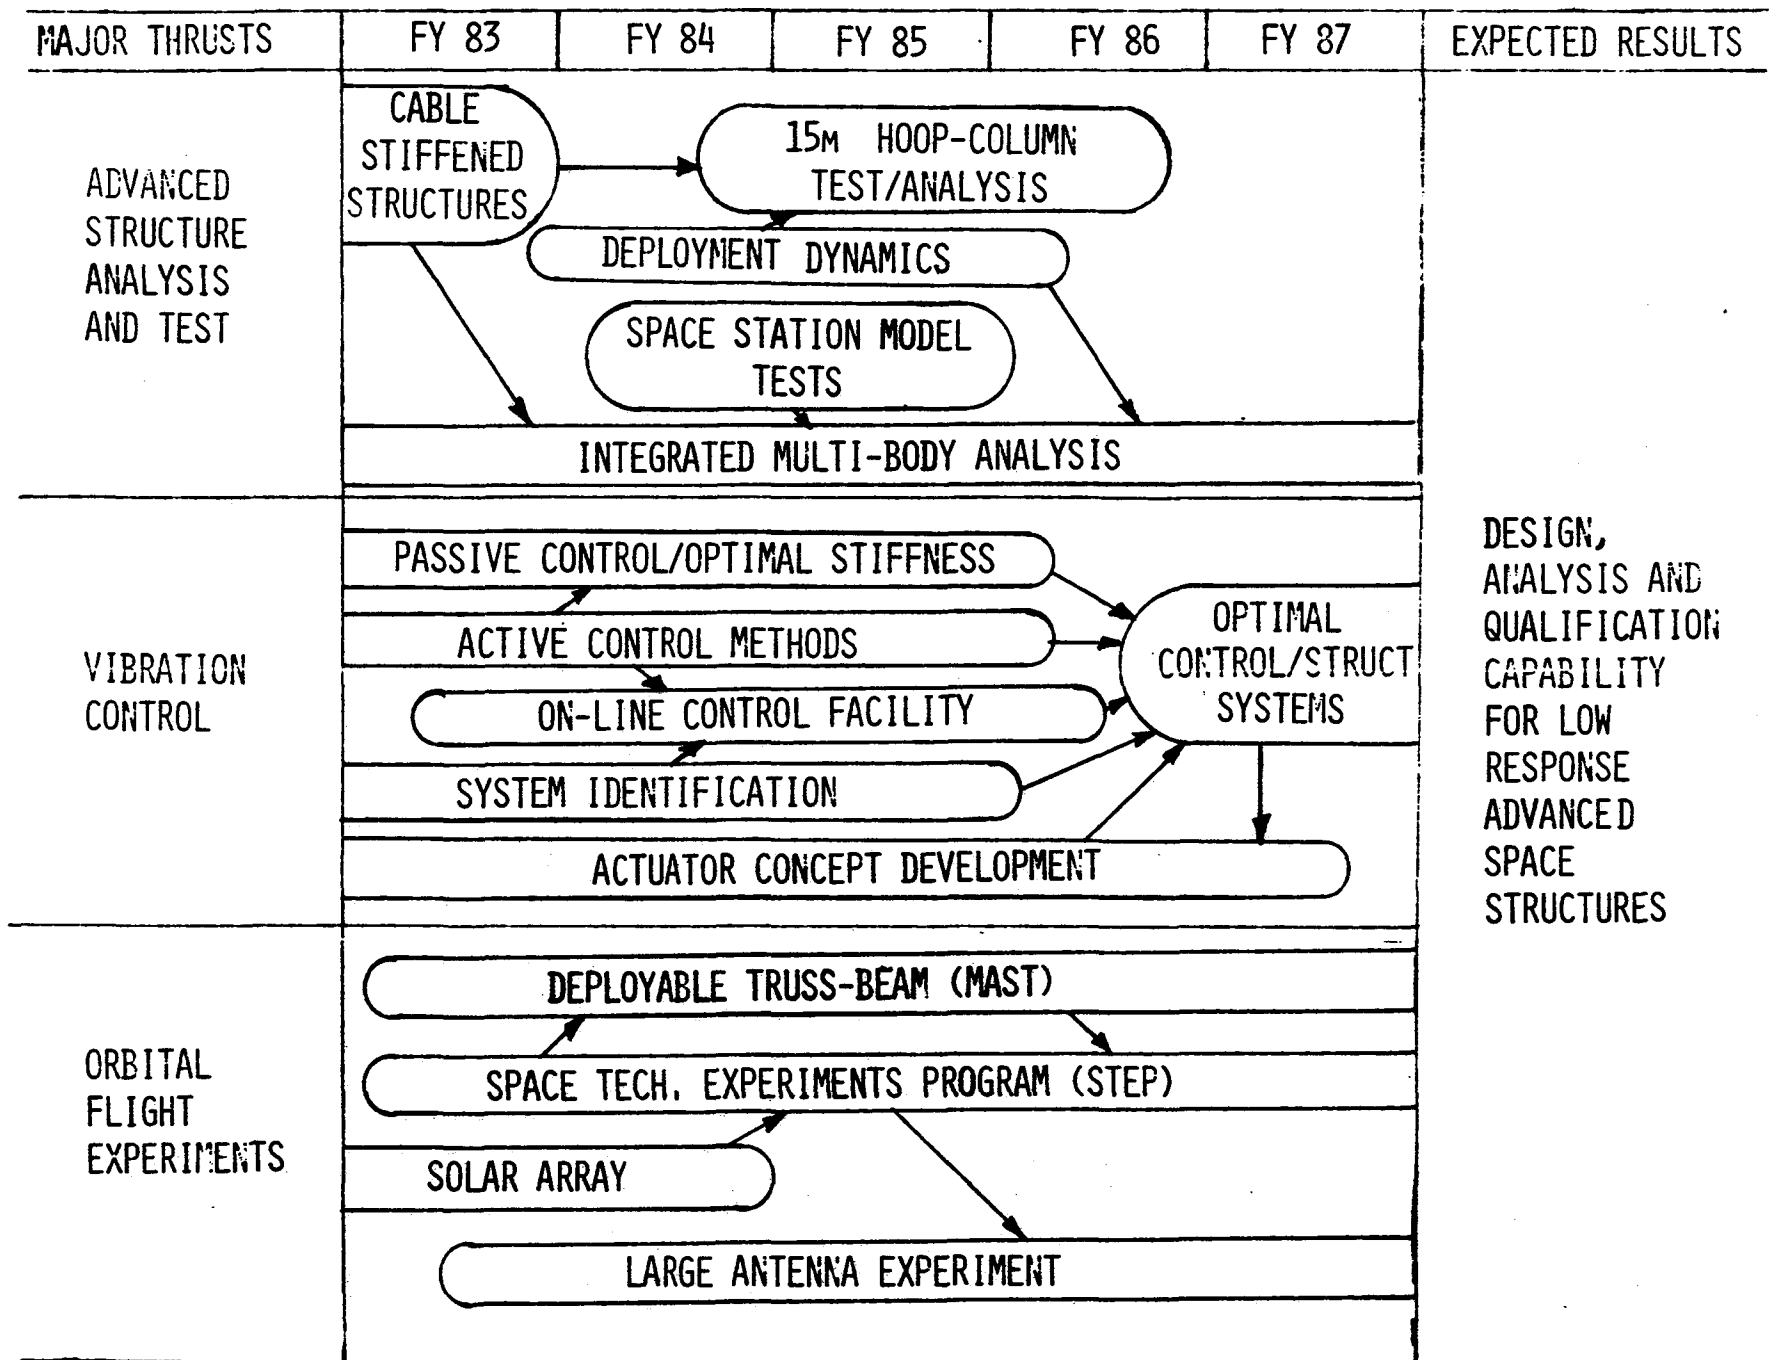 MAJOR THRUSTS
FY 83
FY 84
FY 85
FY 86
FY 87
EXPECTED RESULTS
ADVANCED
STRUCTURE
ANALYSIS
AND TEST
CABLE
STIFFENED
STRUCTURES
15M HOOP-COLUMN
TEST/ANALYSIS
DEPLOYMENT DYNAMICS
SPACE STATION MODEL
TESTS
INTEGRATED MULTI-BODY ANALYSIS
VIBRATION
CONTROL
PASSIVE CONTROL/OPTIMAL STIFFNESS
ACTIVE CONTROL METHODS
ON-LINE CONTROL FACILITY
SYSTEM IDENTIFICATION
ACTUATOR CONCEPT DEVELOPMENT
OPTIMAL
CONTROL/STRUCT
SYSTEMS
ORBITAL
FLIGHT
EXPERIMENTS
DEPLOYABLE TRUSS-BEAM (MAST)
SPACE TECH. EXPERIMENTS PROGRAM (STEP)
SOLAR ARRAY
LARGE ANTENNA EXPERIMENT
DESIGN,
ANALYSIS AND
QUALIFICATION
CAPABILITY
FOR LOW
RESPONSE
ADVANCED
SPACE
STRUCTURES